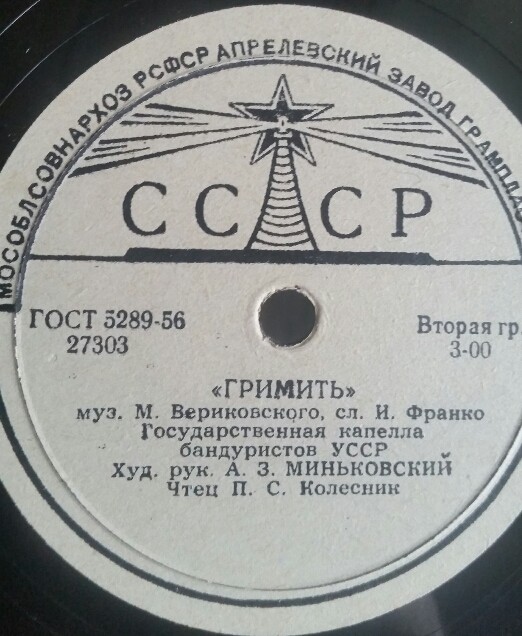 МОСОБЛСОВНАРХОЗ РСФСР АПРЕЛЕВСКИЙ ЗАВОД ГРАМПЛАС
СССР
ГОСТ 5289-56
27303
Вторая гр
3-00
«ГРИМИТЬ»
муз. М. Вериковского, сл. И. Франко
Государственная капелла
бандуристов УССР
Худ. рук. А. З. МИНЬКОВСКИЙ
Чтец П. С. Колесник